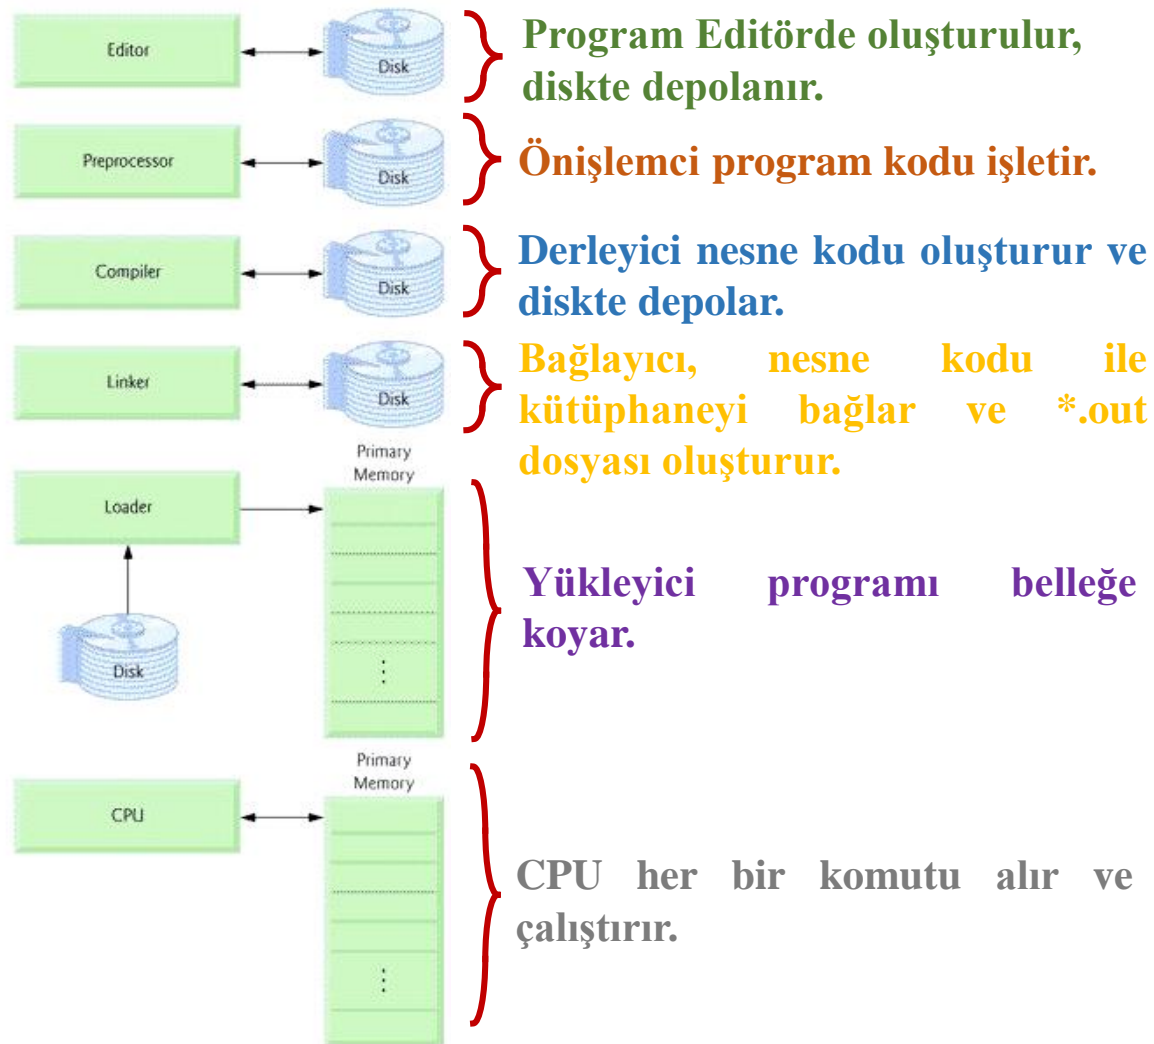 Editor
Disk
Program Editörde oluşturulur,
diskte depolanır.
Preprocessor
Disk
Önişlemci program kodu işletir.
Compiler
Disk
Derleyici nesne kodu oluşturur ve
diskte depolar.
Linker
Disk
Bağlayıcı, nesne kodu ile
kütüphaneyi bağlar ve *.out
dosyası oluşturur.
Primary
Memory
Loader
Disk
Yükleyici programı belleğe
koyar.
Primary
Memory
CPU
CPU her bir komutu alır ve
çalıştırır.